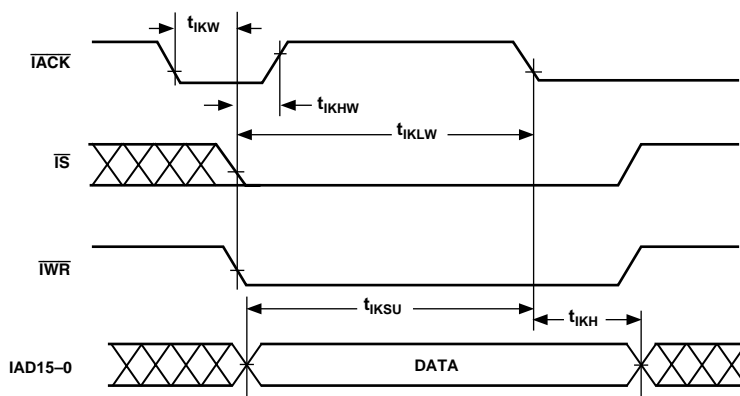 tIKW
IACK
tIKHW
tIKLW
IS
IWR
tIKSU
tIKH
IAD15–0
DATA